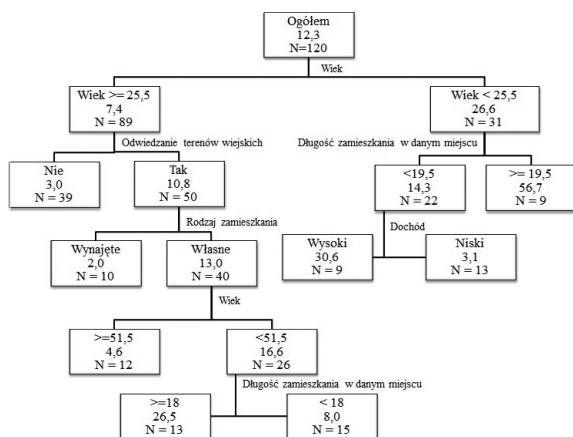 Ogółem
12,3
N=120
Wiek
Wiek >= 25,5
7,4
N = 89
Wiek < 25,5
26,6
N = 31
Odwiedzanie terenów wiejskich
Długość zamieszkania w danym miejscu
Nie
3,0
N = 39
Tak
10,8
N = 50
<19,5
14,3
N = 22
>= 19,5
56,7
N = 9
Rodzaj zamieszkania
Dochód
Wynajęte
2,0
N = 10
Własne
13,0
N = 40
Wysoki
30,6
N = 9
Niski
3,1
N = 13
Wiek
>=51,5
4,6
N = 12
<51,5
16,6
N = 26
Długość zamieszkania w danym miejscu
>=18
26,5
N = 13
< 18
8,0
N = 15